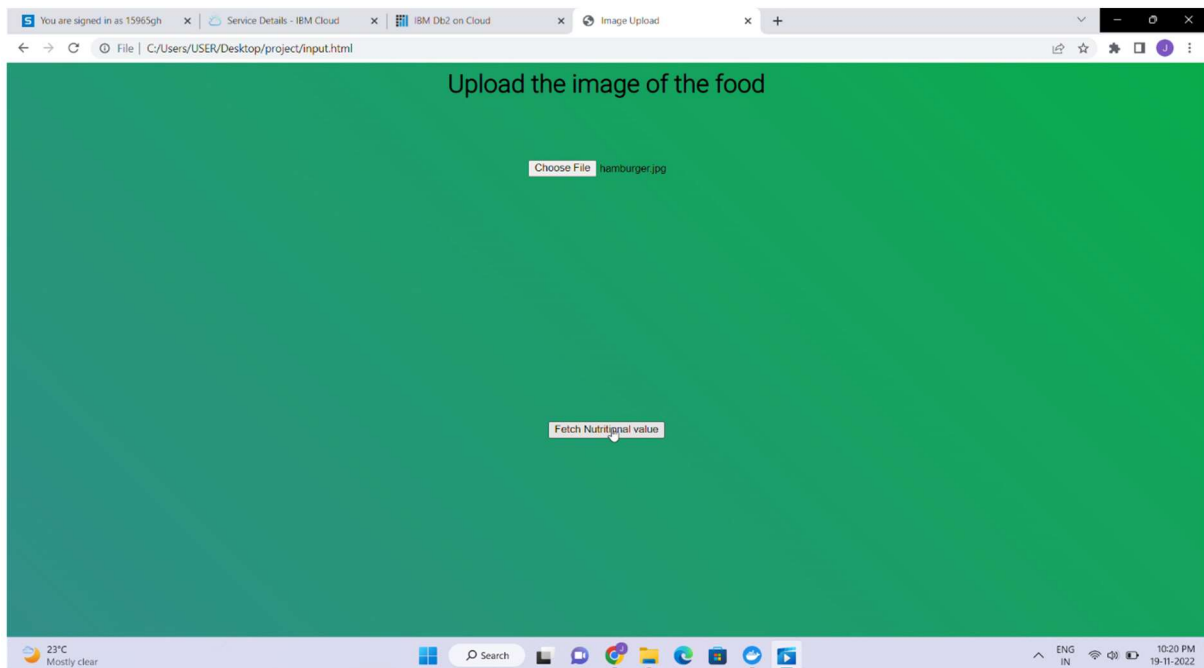 You are signed in as 15965gh
Service Details - IBM Cloud
IBM Db2 on Cloud
Image Upload
File | C:/Users/USER/Desktop/project/input.html
J
Upload the image of the food
Choose File hamburger.jpg
Fetch Nutritional value
23°C
Mostly clear
Search
ENG
IN
10:20 PM
19-11-2022